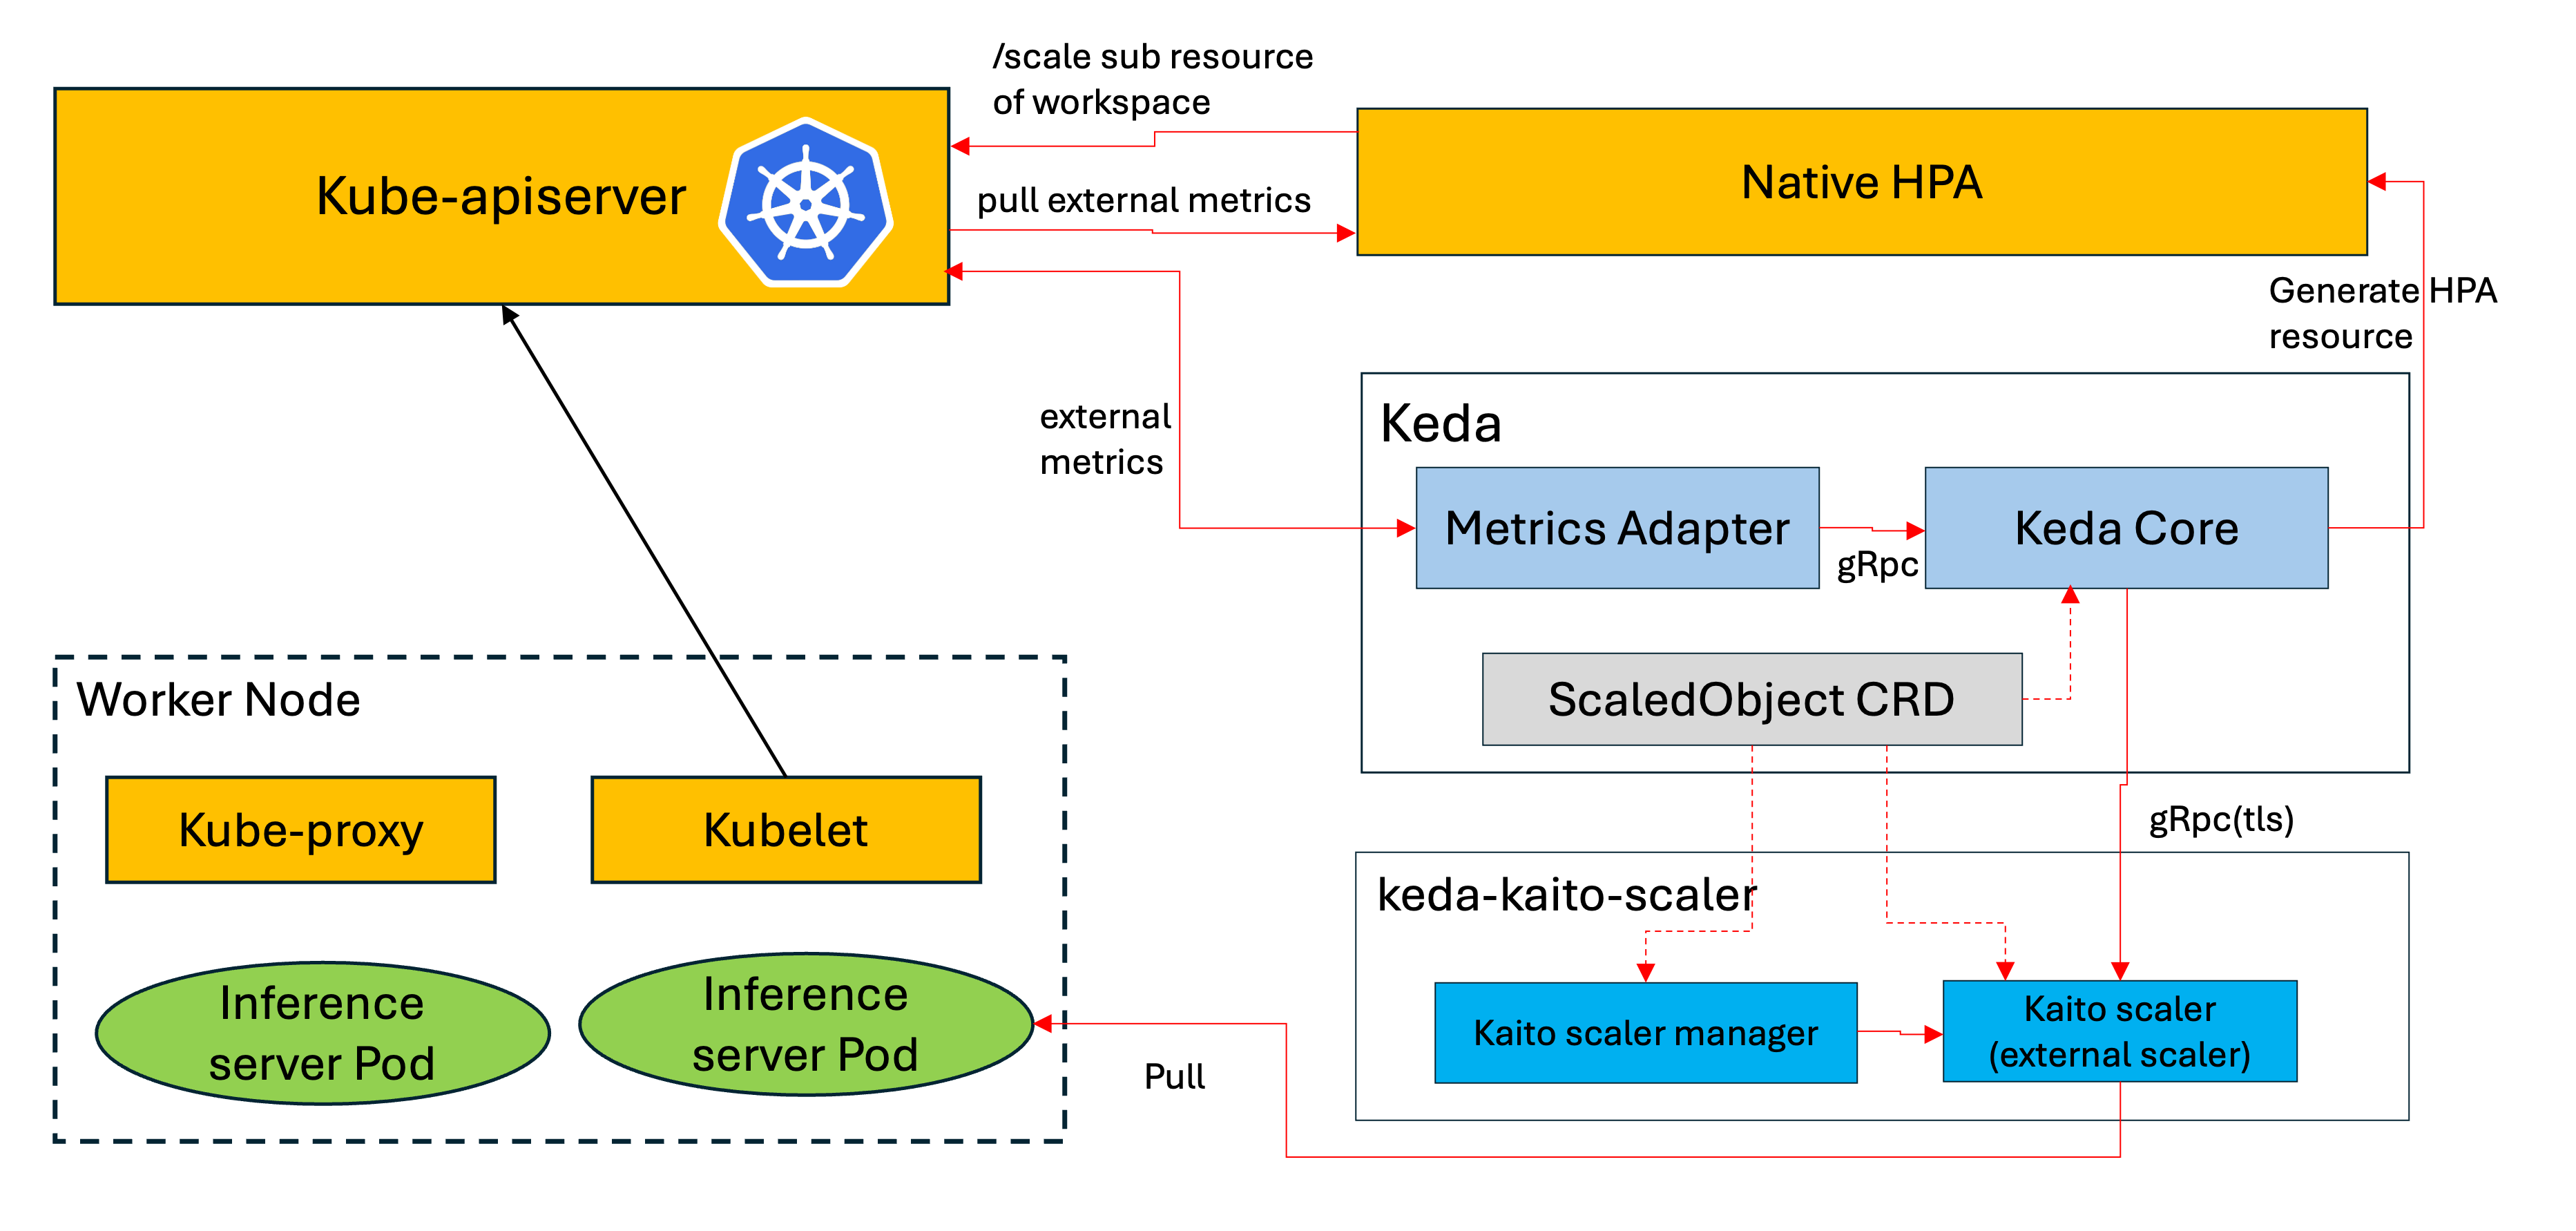 /scale sub resource
of workspace
Kube-apiserver
Native HPA
pull external metrics
Generate HPA
resource
external
metrics
Keda
Metrics Adapter
gRpc
Keda Core
ScaledObject CRD
Worker Node
Kube-proxy
Kubelet
gRpc(tls)
keda-kaito-scaler
Inference
server Pod
Inference
server Pod
Pull
Kaito scaler manager
Kaito scaler
(external scaler)